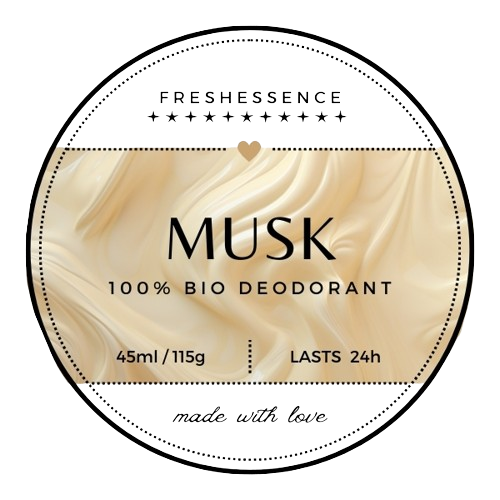 FRESHESSENCE
MUSK
100% BIO DEODORANT
45ml / 115g
LASTS 24h
made with love